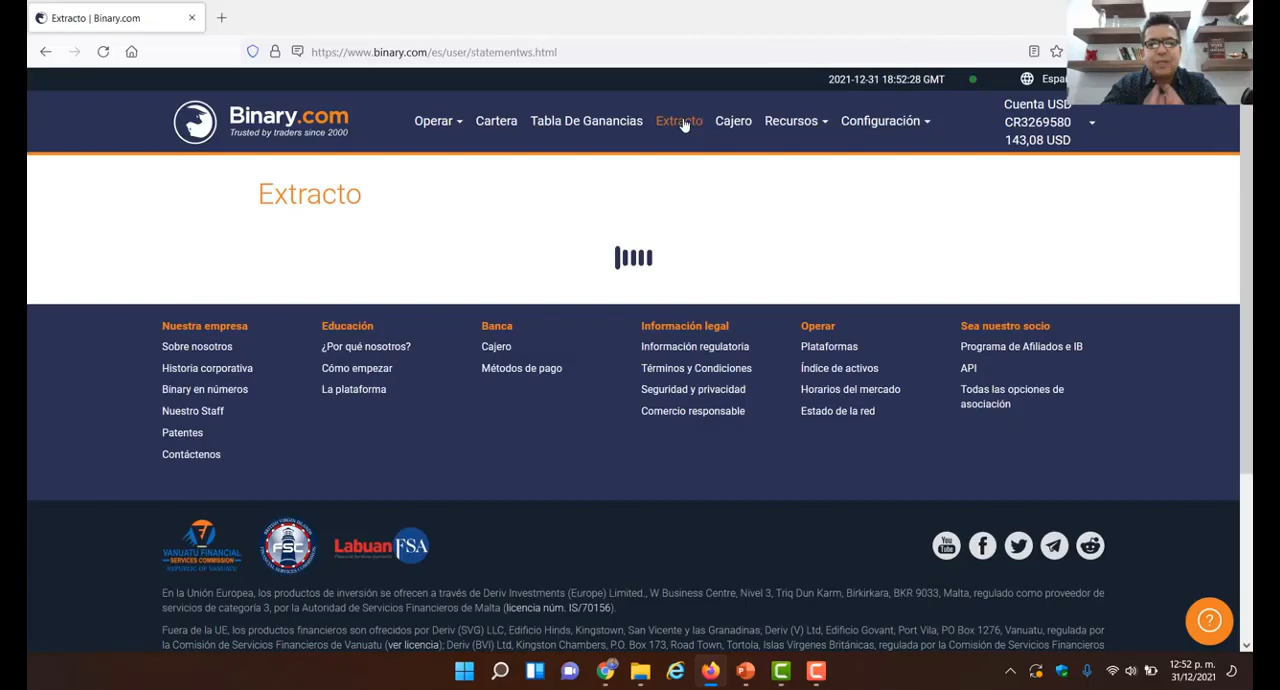 Extracto | Binary.com
https://www.binary.com/es/user/statementws.html
2021-12-31 18:52:28 GMT
Espa
Binary.com
Trusted by traders since 2000
Operar
Cartera
Tabla De Ganancias
Extracto
Cajero
Recursos
Configuración
Cuenta USD
CR3269580
143,08 USD
Extracto
Nuestra empresa
Sobre nosotros
Historia corporativa
Binary en números
Nuestro Staff
Patentes
Contáctenos
Educación
¿Por qué nosotros?
Cómo empezar
La plataforma
Banca
Cajero
Métodos de pago
Información legal
Información regulatoria
Términos y Condiciones
Seguridad y privacidad
Comercio responsable
Operar
Plataformas
Índice de activos
Horarios del mercado
Estado de la red
Sea nuestro socio
Programa de Afiliados e IB
API
Todas las opciones de
asociación
VANUATU FINANCIAL
SERVICES COMMISSION
REPUBLIC OF VANUATU
FSC
Labuan FSA
You
Tube
En la Unión Europea, los productos de inversión se ofrecen a través de Deriv Investments (Europe) Limited., W Business Centre, Nivel 3, Triq Dun Karm, Birkirkara, BKR 9033, Malta, regulado como proveedor de
servicios de categoría 3, por la Autoridad de Servicios Financieros de Malta (licencia núm. IS/70156).
Fuera de la UE, los productos financieros son ofrecidos por Deriv (SVG) LLC, Edificio Hinds, Kingstown, San Vicente y las Granadinas; Deriv (V) Ltd, Edificio Govant, Port Vila, PO Box 1276, Vanuatu, regulada por
la Comisión de Servicios Financieros de Vanuatu (ver licencia); Deriv (BVI) Ltd, Kingston Chambers, P.O. Box 173, Road Town, Tortola, Islas Vírgenes Británicas, regulada por la Comisión de Servicios Financieros
12:52 p. m.
31/12/2021